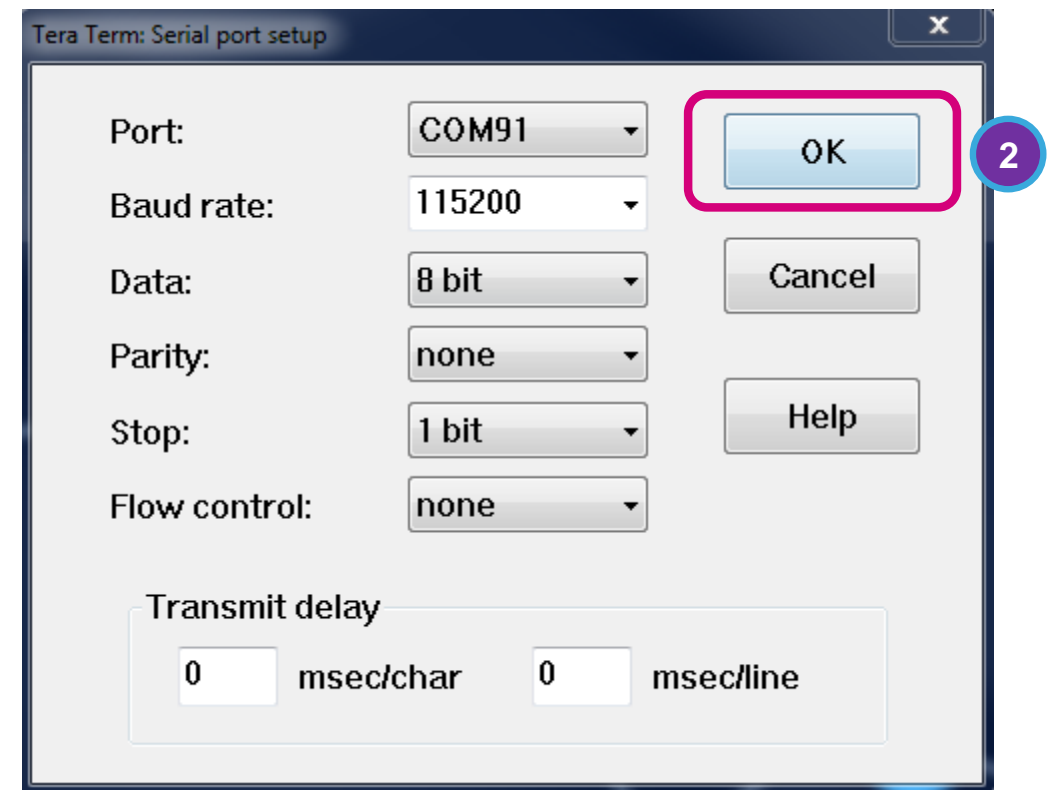 Tera Term: Serial port setup
x
Port:
COM91
OK
2
Baud rate:
115200
Data:
8 bit
Cancel
Parity:
none
Stop:
1 bit
Help
Flow control:
none
Transmit delay
0 msec/char 0 msec/line